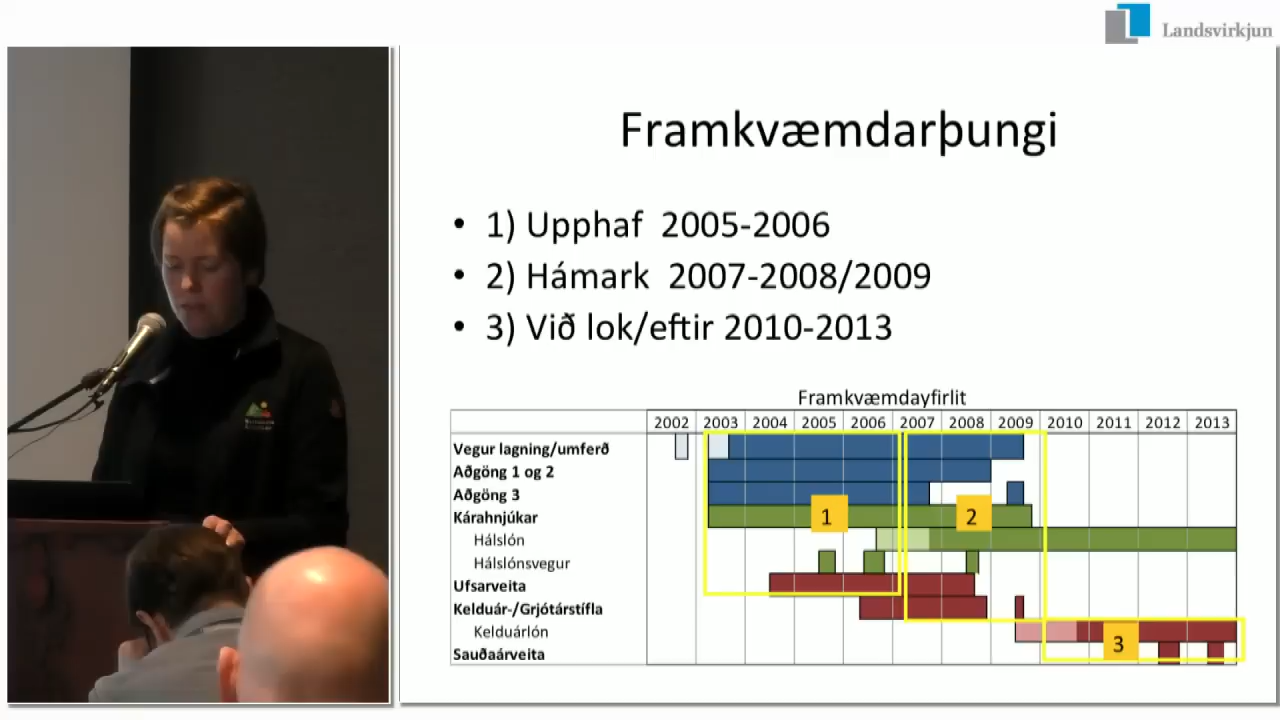 Landsvirkjun
Framkvæmdarþungi
• 1) Upphaf 2005-2006
• 2) Hámark 2007-2008/2009
• 3) Við lok/eftir 2010-2013
Framkvæmdayfirlit
2002 2003 2004 2005 2006 2007 2008 2009 2010 2011 2012 2013
Vegur lagning/umferð
Aðgöng 1 og 2
Aðgöng 3
Kárahnjúkar
1 2
Hálslón
Hálslónsvegur
Ufsarveita
Kelduár-/Grjótárstífla
Kelduárlón
3
Sauðaárveita